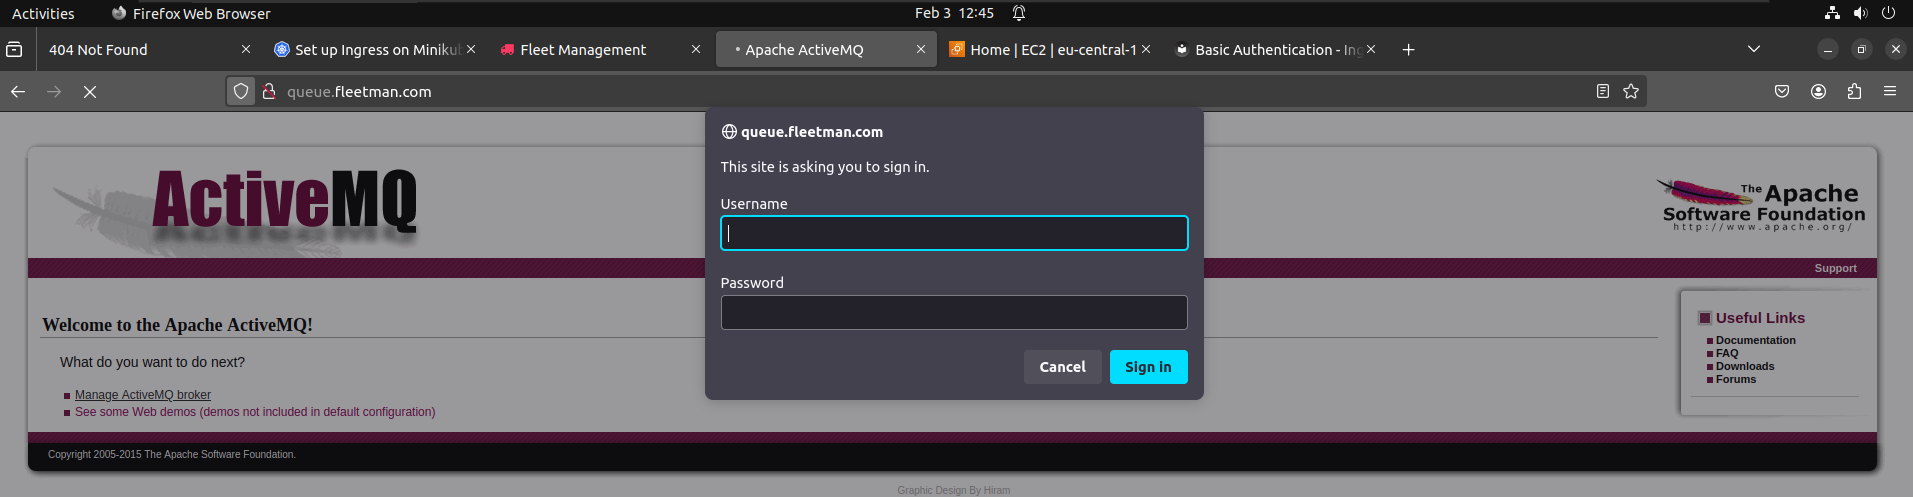 Activities Firefox Web Browser Feb 3 12:45
404 Not Found Set up Ingress on Miniku Fleet Management Apache ActiveMQ Home | EC2 | eu-central-1 Basic Authentication - Ing
queue.fleetman.com
queue.fleetman.com
This site is asking you to sign in.
Username
Password
Cancel Sign in
ActiveMQ
The Apache
Software Foundation
http://www.apache.org/
Support
Welcome to the Apache ActiveMQ!
What do you want to do next?
Manage ActiveMQ broker
See some Web demos (demos not included in default configuration)
Useful Links
Documentation
FAQ
Downloads
Forums
Copyright 2005-2015 The Apache Software Foundation.
Graphic Design By Hiram